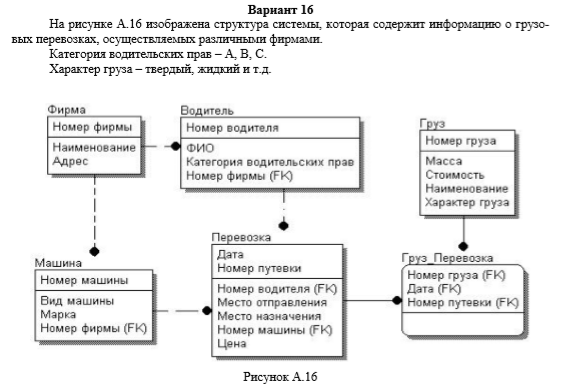 Вариант 16
На рисунке А.16 изображена структура системы, которая содержит информацию о грузо-
вых перевозках, осуществляемых различными фирмами.
Категория водительских прав – А, В, С.
Характер груза – твердый, жидкий и т.д.
Фирма
Номер фирмы
Наименование
Адрес
Водитель
Номер водителя
ФИО
Категория водительских прав
Номер фирмы (FK)
Груз
Номер груза
Масса
Стоимость
Наименование
Характер груза
Машина
Номер машины
Вид машины
Марка
Номер фирмы (FK)
Перевозка
Дата
Номер путевки
Номер водителя (FK)
Место отправления
Место назначения
Номер машины (FK)
Цена
Груз_Перевозка
Номер груза (FK)
Дата (FK)
Номер путевки (FK)
Рисунок А.16